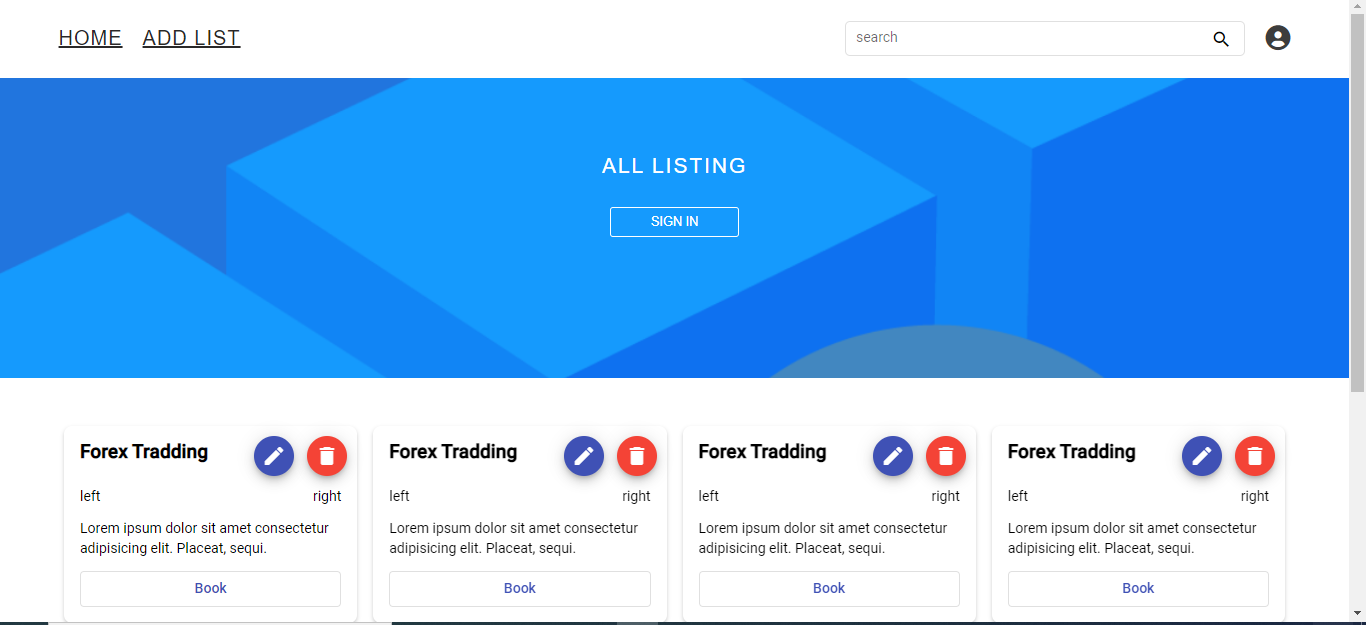 HOME ADD LIST search
ALL LISTING
SIGN IN
Forex Tradding
left right
Lorem ipsum dolor sit amet consectetur
adipisicing elit. Placeat, sequi.
Book
Forex Tradding
left right
Lorem ipsum dolor sit amet consectetur
adipisicing elit. Placeat, sequi.
Book
Forex Tradding
left right
Lorem ipsum dolor sit amet consectetur
adipisicing elit. Placeat, sequi.
Book
Forex Tradding
left right
Lorem ipsum dolor sit amet consectetur
adipisicing elit. Placeat, sequi.
Book